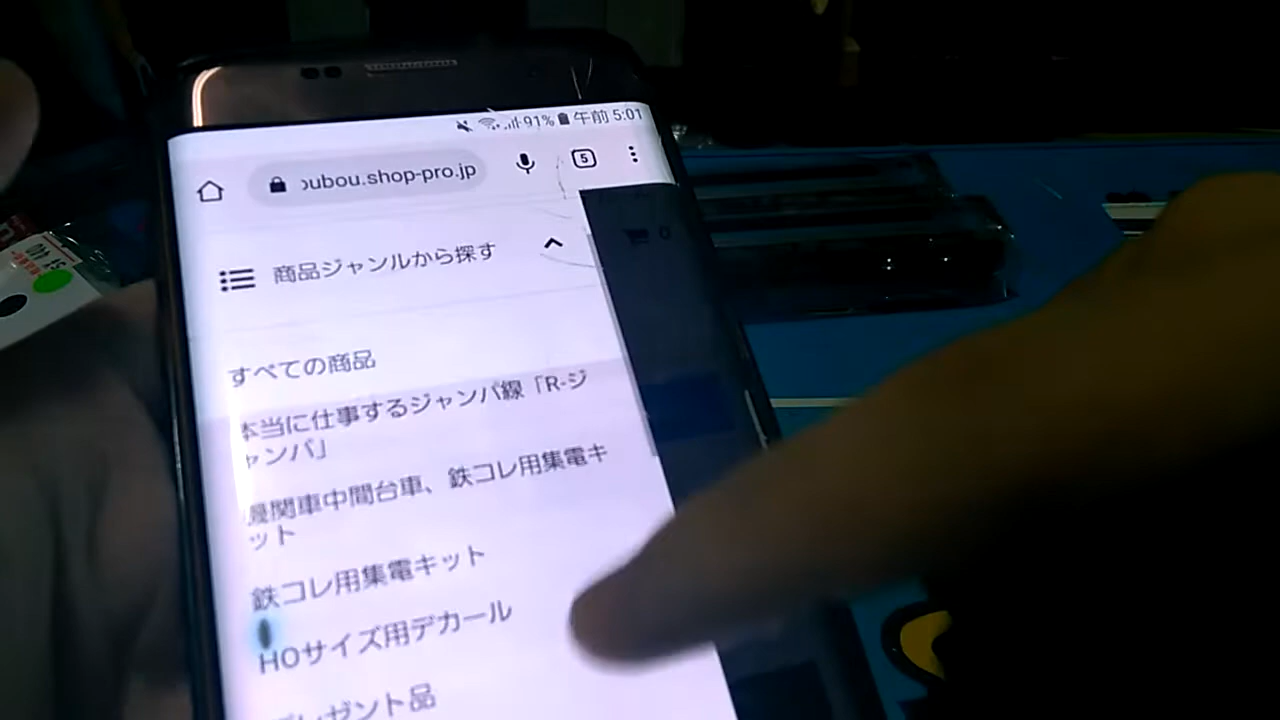 91% 午前 5:01
oubou.shop-pro.jp
5
0
商品ジャンルから探す
すべての商品
本当に仕事するジャンパ線「R-ジ
ャンパ」
機関車中間台車、鉄コレ用集電キ
ット
鉄コレ用集電キット
HOサイズ用デカール
プレゼント品